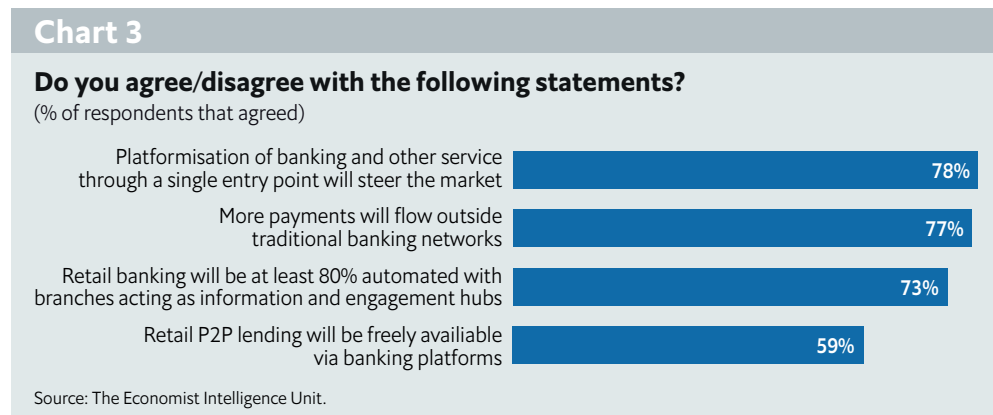 Chart 3
Do you agree/disagree with the following statements?
(% of respondents that agreed)
Platformisation of banking and other service
through a single entry point will steer the market
78%
More payments will flow outside
traditional banking networks
77%
Retail banking will be at least 80% automated with
branches acting as information and engagement hubs
73%
Retail P2P lending will be freely availiable
via banking platforms
59%
Source: The Economist Intelligence Unit.